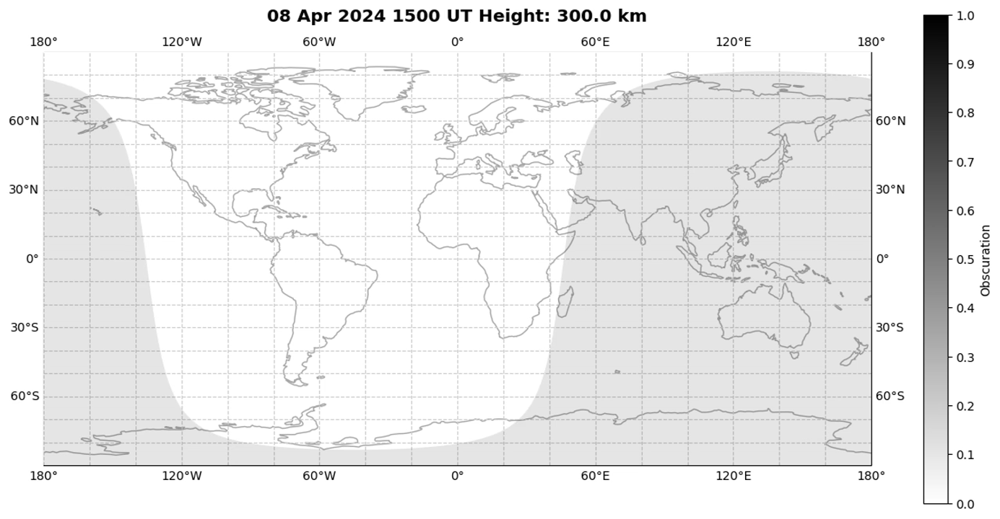 08 Apr 2024 1500 UT Height: 300.0 km
180° 120°W 60°W 0° 60°E 120°E 180°
60°N 60°N
30°N 30°N
0° 0°
30°S 30°S
60°S 60°S
180° 120°W 60°W 0° 60°E 120°E 180°
1.0
0.9
0.8
0.7
0.6
0.5
0.4
0.3
0.2
0.1
0.0
Obscuration